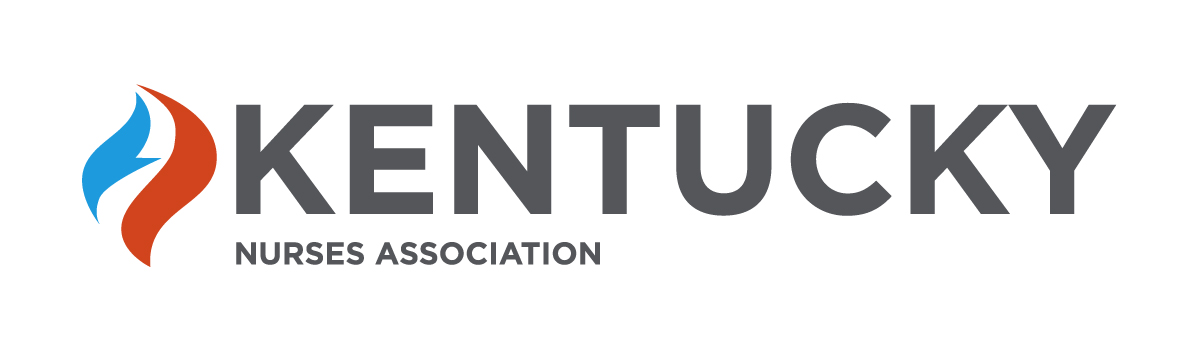 KENTUCKY
NURSES ASSOCIATION